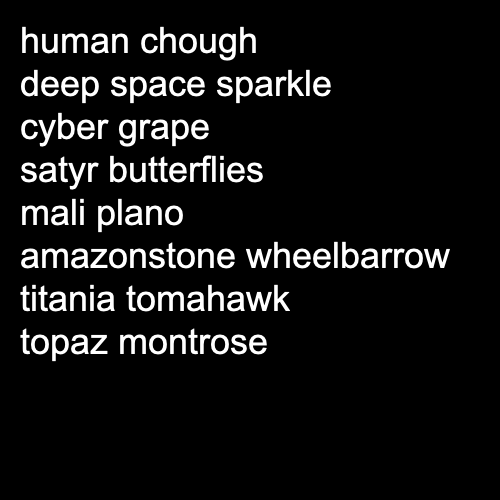 human chough
deep space sparkle
cyber grape
satyr butterflies
mali plano
amazonstone wheelbarrow
titania tomahawk
topaz montrose